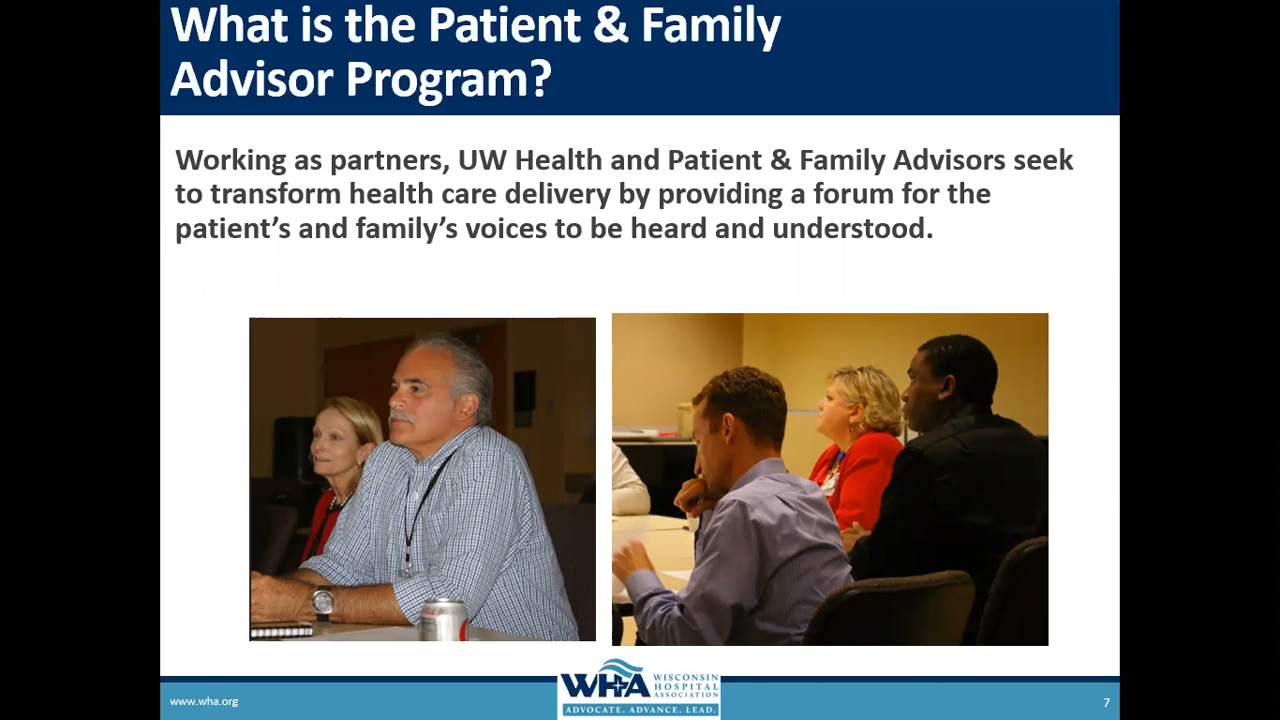 What is the Patient & Family
Advisor Program?
Working as partners, UW Health and Patient & Family Advisors seek
to transform health care delivery by providing a forum for the
patient’s and family’s voices to be heard and understood.
www.wha.org
WHA
WISCONSIN
HOSPITAL
ASSOCIATION
ADVOCATE. ADVANCE. LEAD.
7